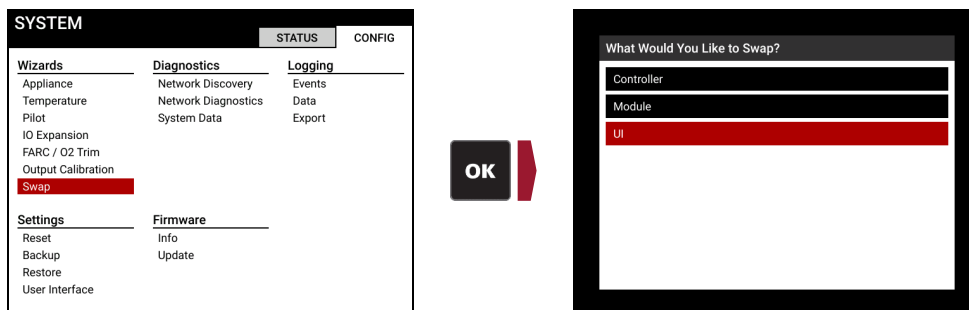 SYSTEM
STATUS
CONFIG
Wizards
Appliance
Temperature
Pilot
IO Expansion
FARC / O2 Trim
Output Calibration
Swap
Diagnostics
Network Discovery
Network Diagnostics
System Data
Logging
Events
Data
Export
Settings
Reset
Backup
Restore
User Interface
Firmware
Info
Update
OK
What Would You Like to Swap?
Controller
Module
UI